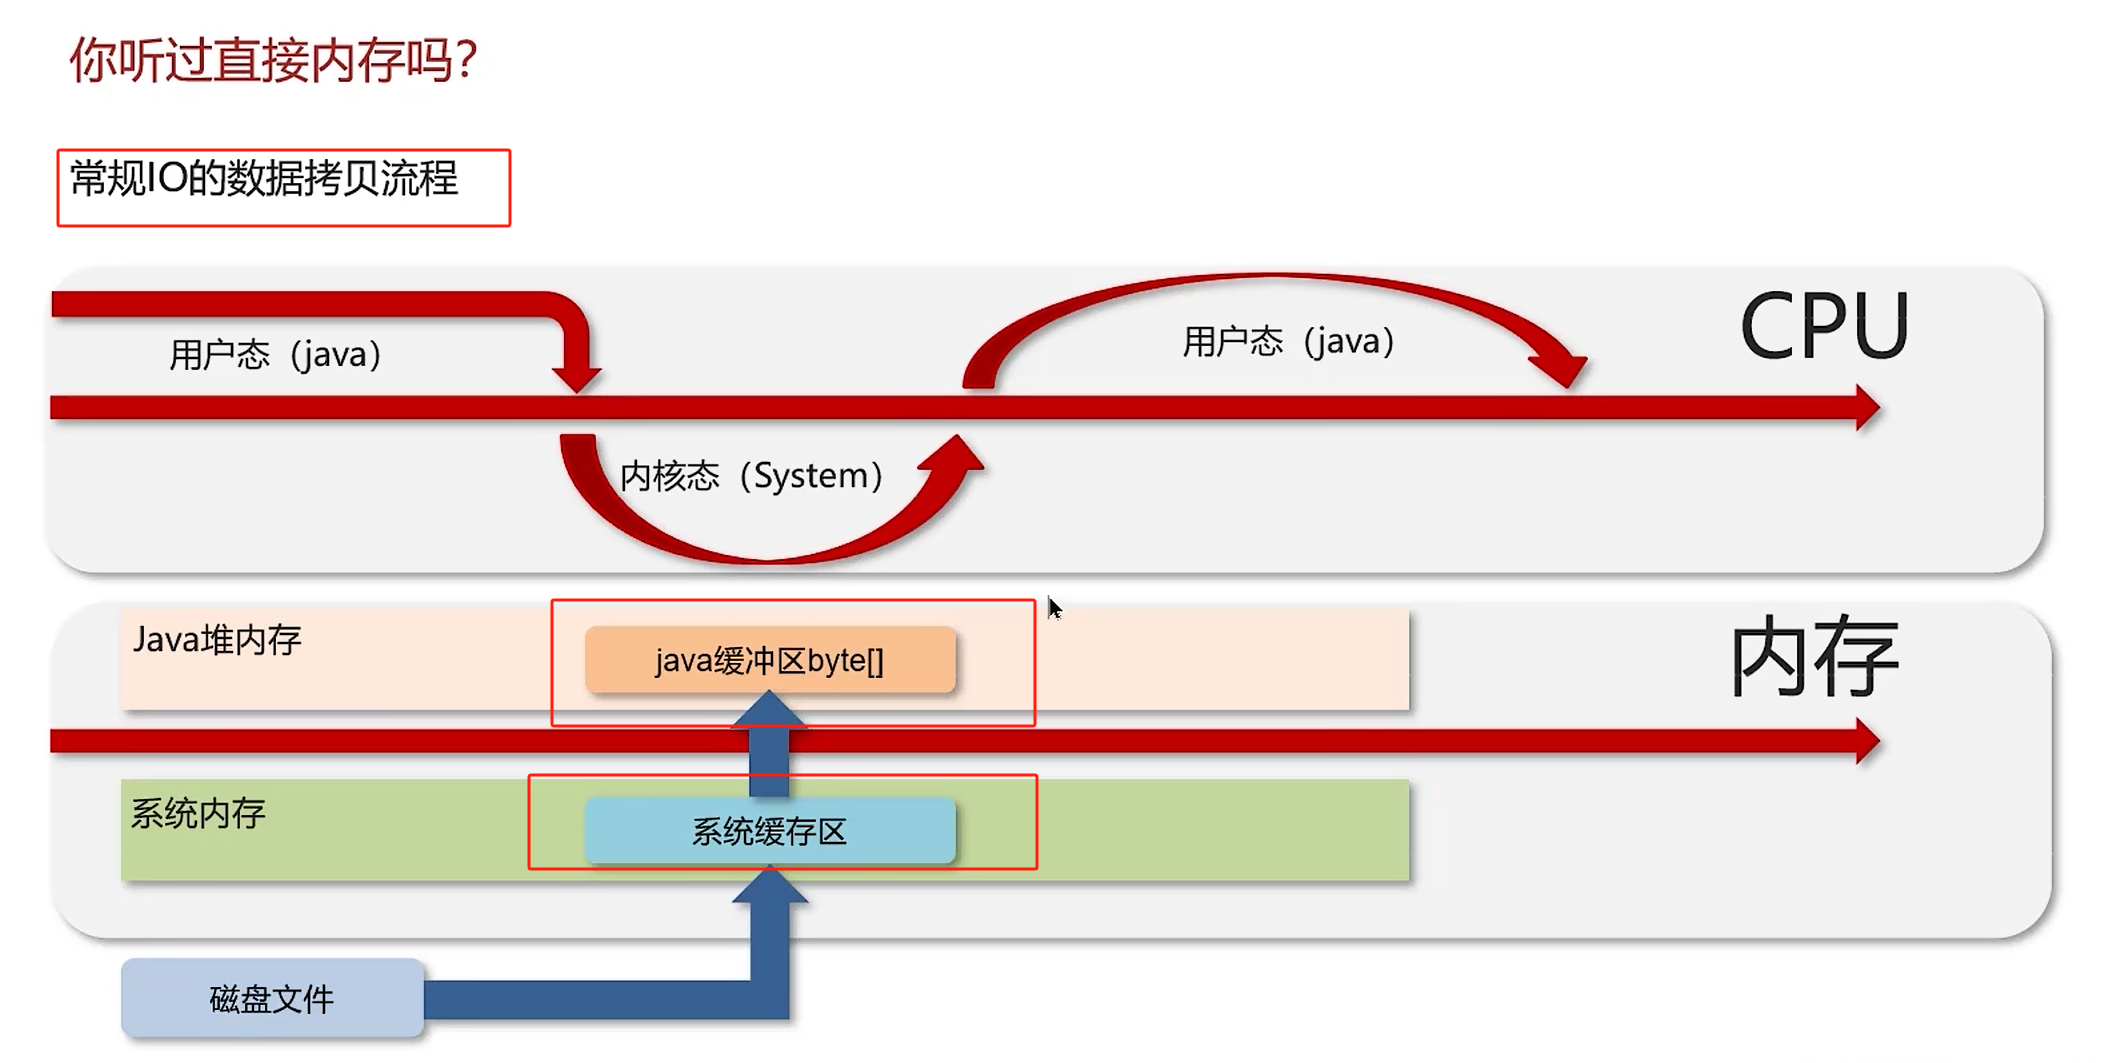 你听过直接内存吗？
常规IO的数据拷贝流程
CPU
用户态（java）
用户态（java）
内核态（System）
Java堆内存
java缓冲区byte[]
内存
系统内存
系统缓存区
磁盘文件